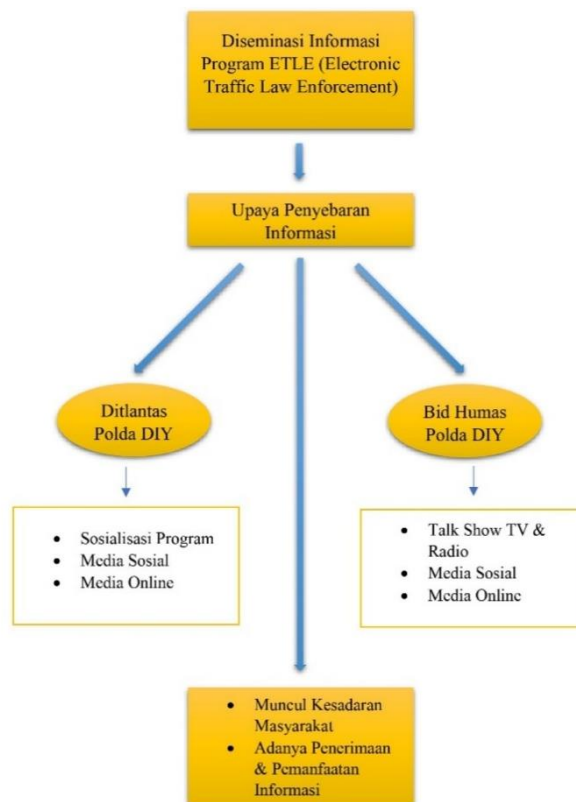 Diseminasi Informasi
Program ETLE (Electronic
Traffic Law Enforcement)
Upaya Penyebaran
Informasi
Ditlantas
Polda DIY
Bid Humas
Polda DIY
• Sosialisasi Program
• Media Sosial
• Media Online
• Talk Show TV &
Radio
• Media Sosial
• Media Online
• Muncul Kesadaran
Masyarakat
• Adanya Penerimaan
& Pemanfaatan
Informasi